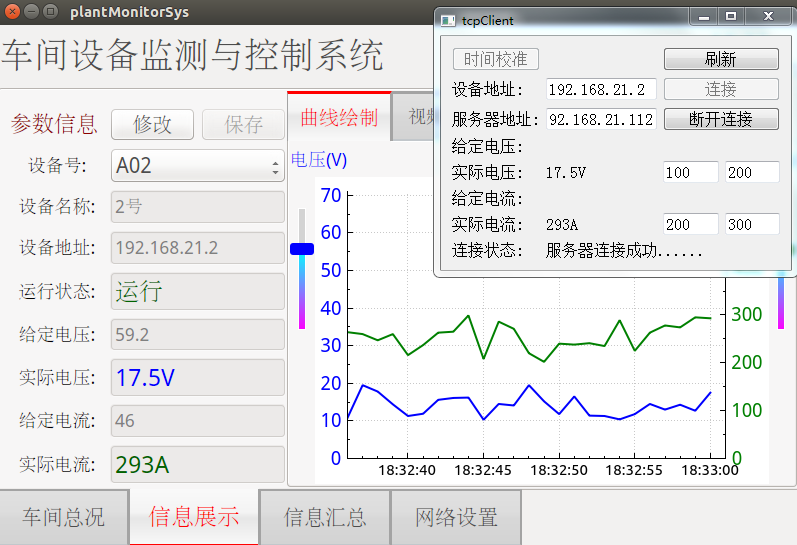 plantMonitorSys
车间设备监测与控制系统
参数信息
修改
保存
设备号:
A02
设备名称:
2号
设备地址:
192.168.21.2
运行状态:
运行
给定电压:
59.2
实际电压:
17.5V
给定电流:
46
实际电流:
293A
曲线绘制
视频
电压(V)
70
60
50
40
30
20
10
0
300
200
100
0
18:32:40
18:32:45
18:32:50
18:32:55
18:33:00
tcpClient
时间校准
刷新
设备地址:
192.168.21.2
连接
服务器地址:
92.168.21.112
断开连接
给定电压:
实际电压:
17.5V
100
200
给定电流:
实际电流:
293A
200
300
连接状态:
服务器连接成功......
车间总况
信息展示
信息汇总
网络设置